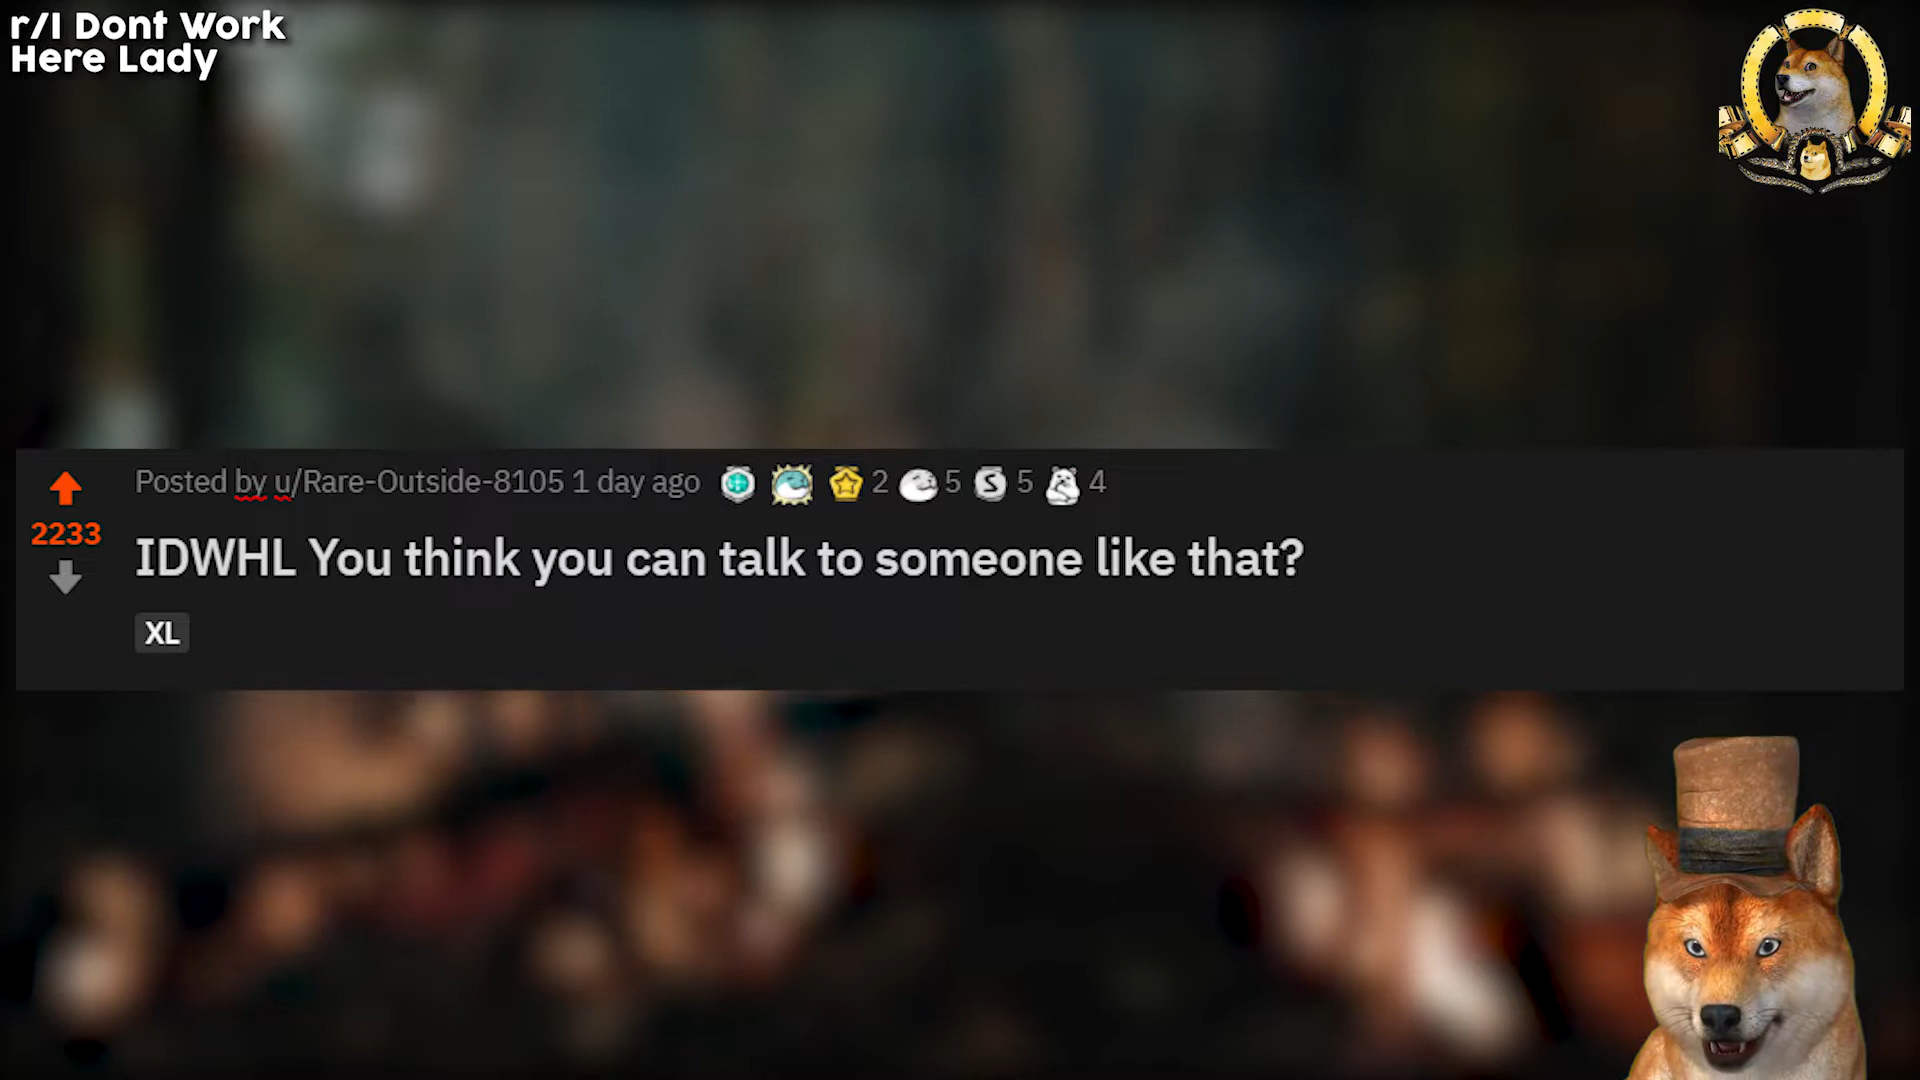 r/I Dont Work
Here Lady
Posted by u/Rare-Outside-8105 1 day ago 2 5 S 5 4
2233
IDWHL You think you can talk to someone like that?
XL